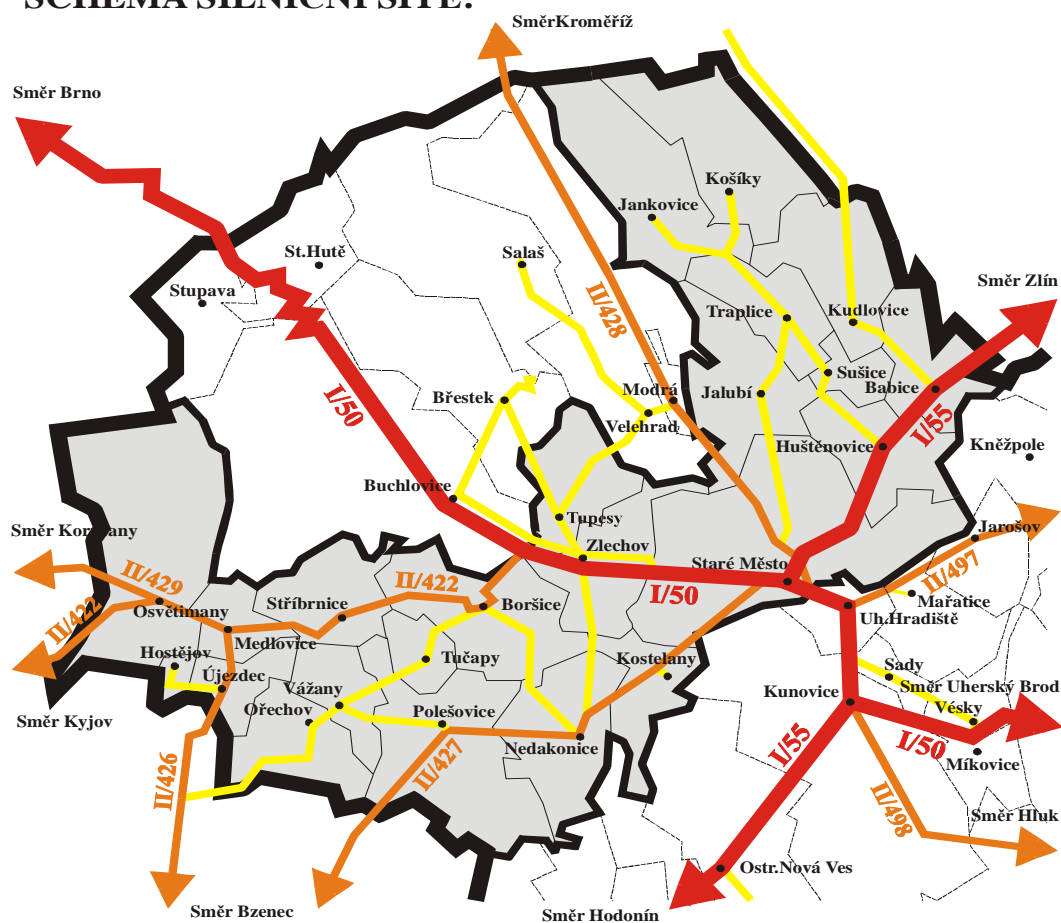 SCHEMA SILNIČNÍ SÍTĚ:
SměrKroměříž
Směr Brno
Košíky
Jankovice
St.Hutě
Salaš
Směr Zlín
Stupava
II/428
Traplice
Kudlovice
I/50
Sušice
Břestek
Modrá
Jalubí
Babice
Velehrad
I/55
Huštěnovice
Kněžpole
Buchlovice
Tupesy
Směr Koryčany
Jarošov
Zlechov
Staré Město
II/429
II/422
II/497
I/50
Mařatice
II/422
Osvětimany
Stříbrnice
Boršice
Uh.Hradiště
Medlovice
Hostějov
Tučapy
Kostelany
Sady
Újezdec
Směr Uherský Brod
Vážany
Kunovice
Vésky
Směr Kyjov
Ořechov
Polešovice
Nedakonice
I/55
I/50
II/426
II/427
Míkovice
II/498
Směr Hluk
Ostr.Nová Ves
Směr Bzenec
Směr Hodonín